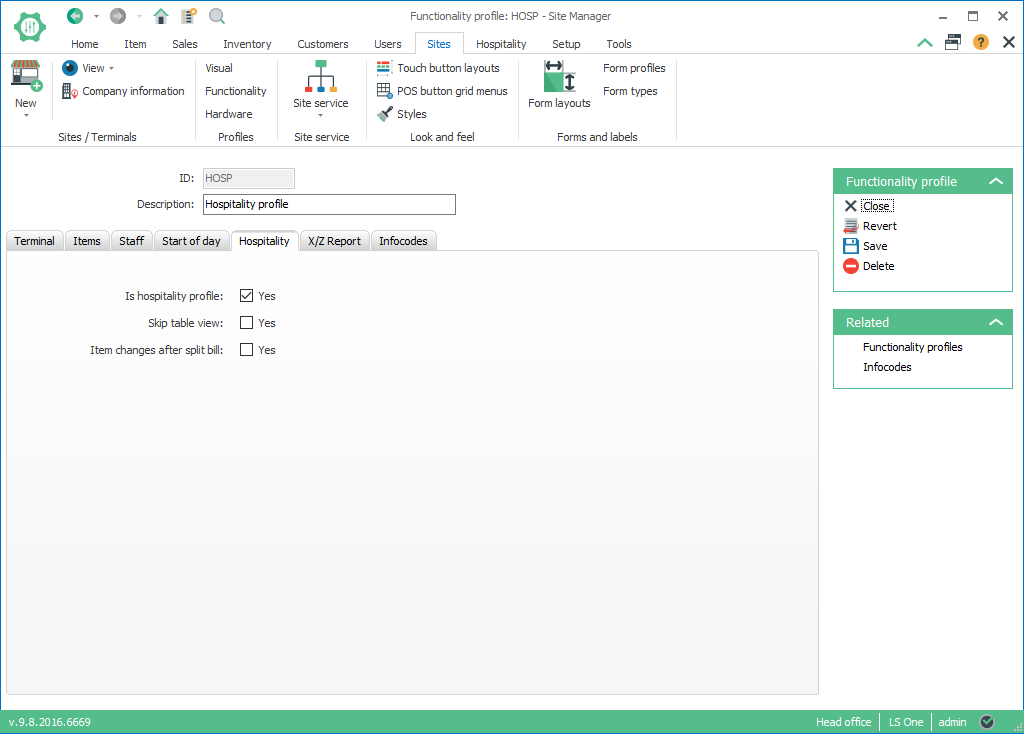 Functionality profile: HOSP - Site Manager
Home Item Sales Inventory Customers Users Sites Hospitality Setup Tools
New
View
Company information
Sites / Terminals
Visual
Functionality
Hardware
Profiles
Site service
Site service
Touch button layouts
POS button grid menus
Styles
Look and feel
Form layouts
Form profiles
Form types
Forms and labels
ID: HOSP
Description: Hospitality profile
Terminal Items Staff Start of day Hospitality X/Z Report Infocodes
Is hospitality profile: Yes
Skip table view: Yes
Item changes after split bill: Yes
Functionality profile
Close
Revert
Save
Delete
Related
Functionality profiles
Infocodes
v.9.8.2016.6669
Head office LS One admin